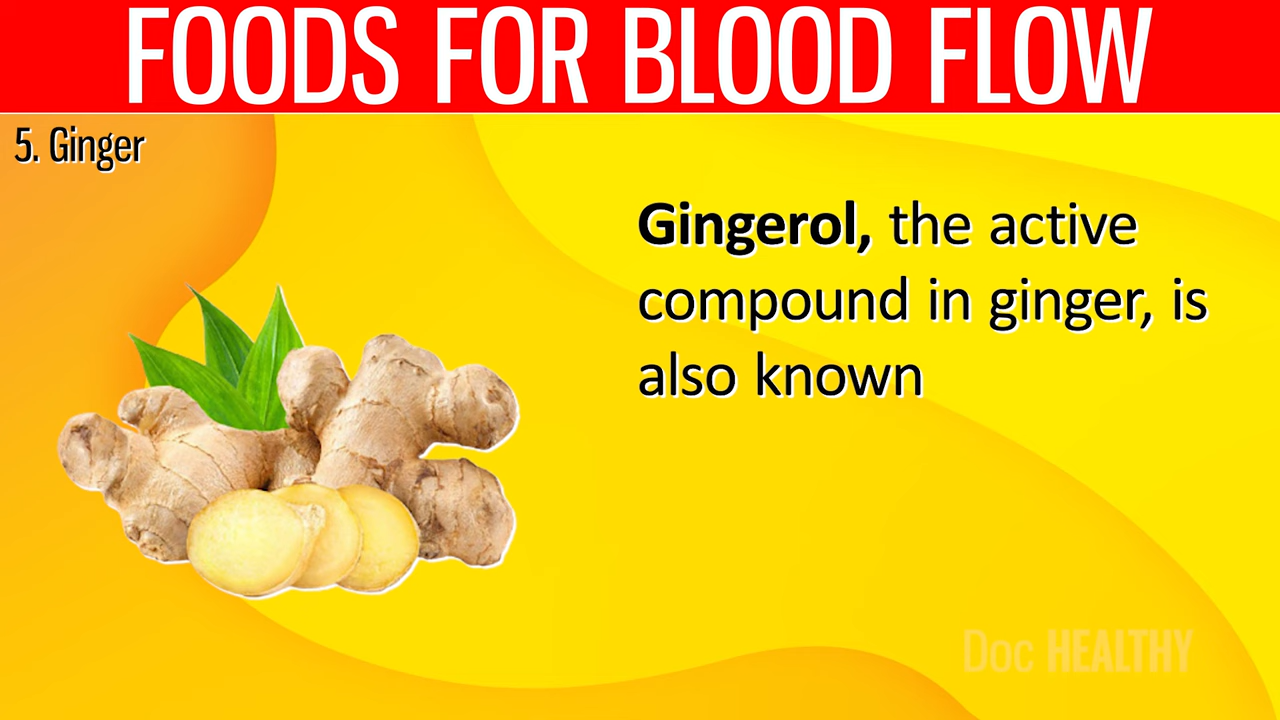 FOODS FOR BLOOD FLOW
5. Ginger
Gingerol, the active
compound in ginger, is
also known
Doc HEALTHY